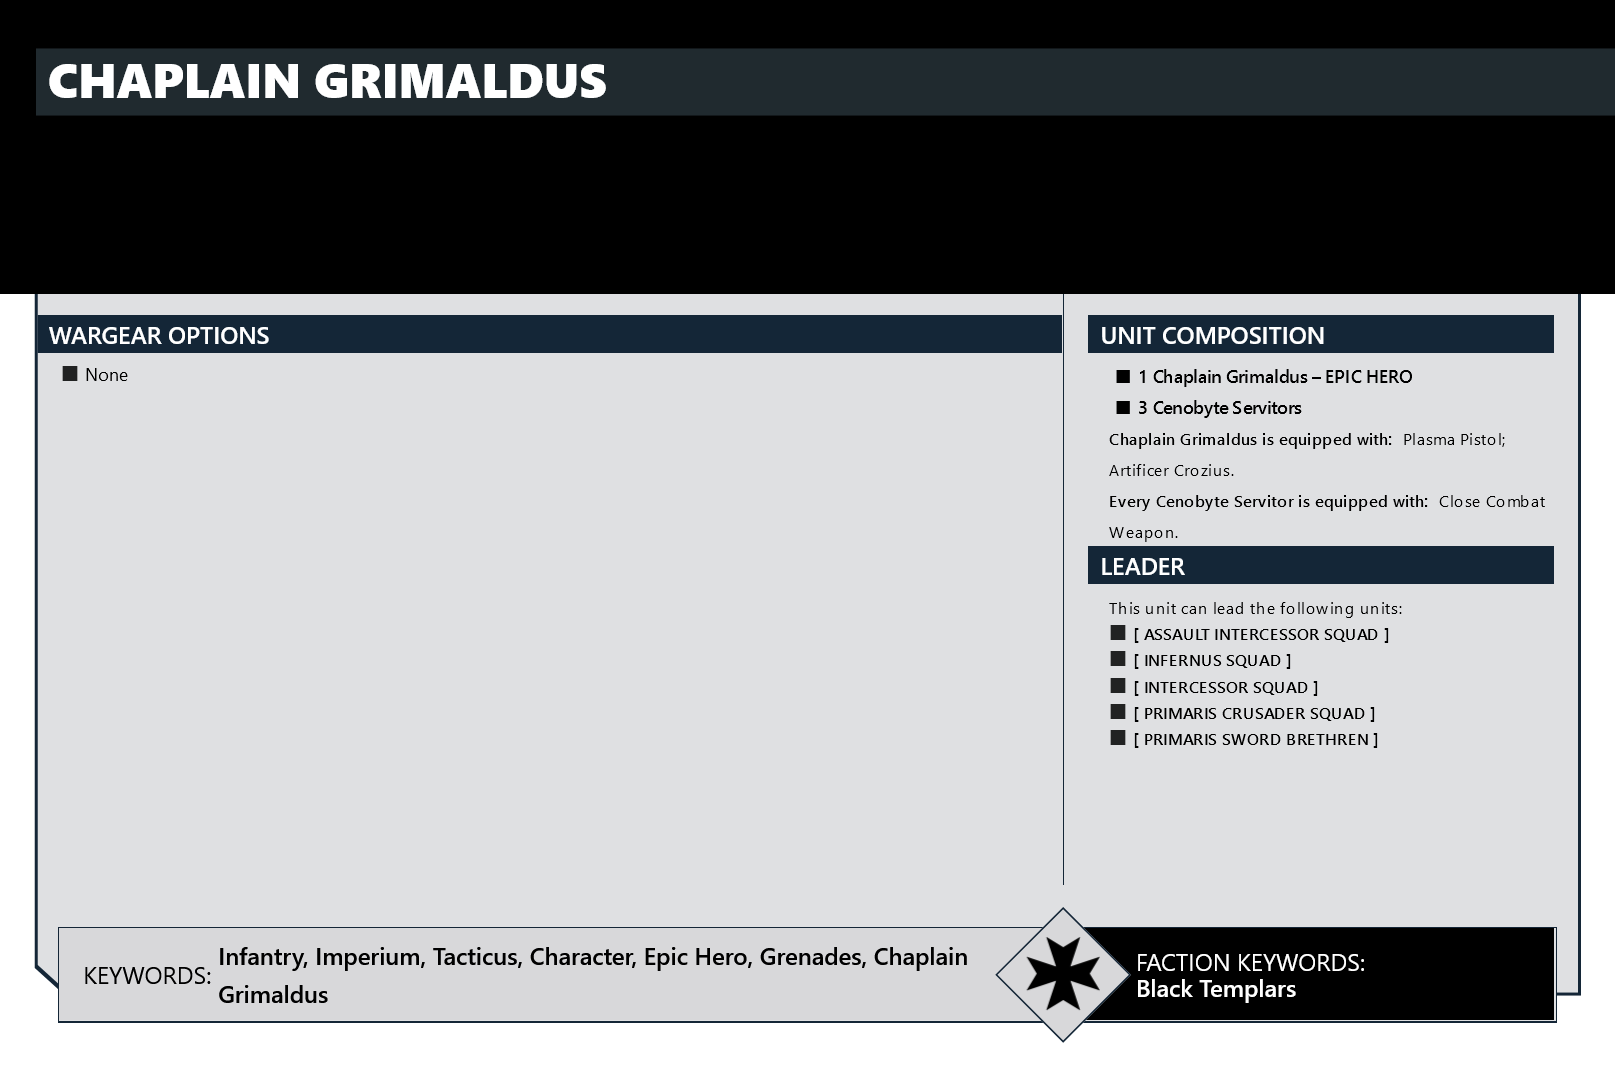 CHAPLAIN GRIMALDUS
WARGEAR OPTIONS
■ None
UNIT COMPOSITION
■ 1 Chaplain Grimaldus – EPIC HERO
■ 3 Cenobyte Servitors
Chaplain Grimaldus is equipped with: Plasma Pistol;
Artificer Crozius.
Every Cenobyte Servitor is equipped with: Close Combat
Weapon.
LEADER
This unit can lead the following units:
■ [ ASSAULT INTERCESSOR SQUAD ]
■ [ INFERNUS SQUAD ]
■ [ INTERCESSOR SQUAD ]
■ [ PRIMARIS CRUSADER SQUAD ]
■ [ PRIMARIS SWORD BRETHREN ]
KEYWORDS: Infantry, Imperium, Tacticus, Character, Epic Hero, Grenades, Chaplain
Grimaldus
FACTION KEYWORDS:
Black Templars